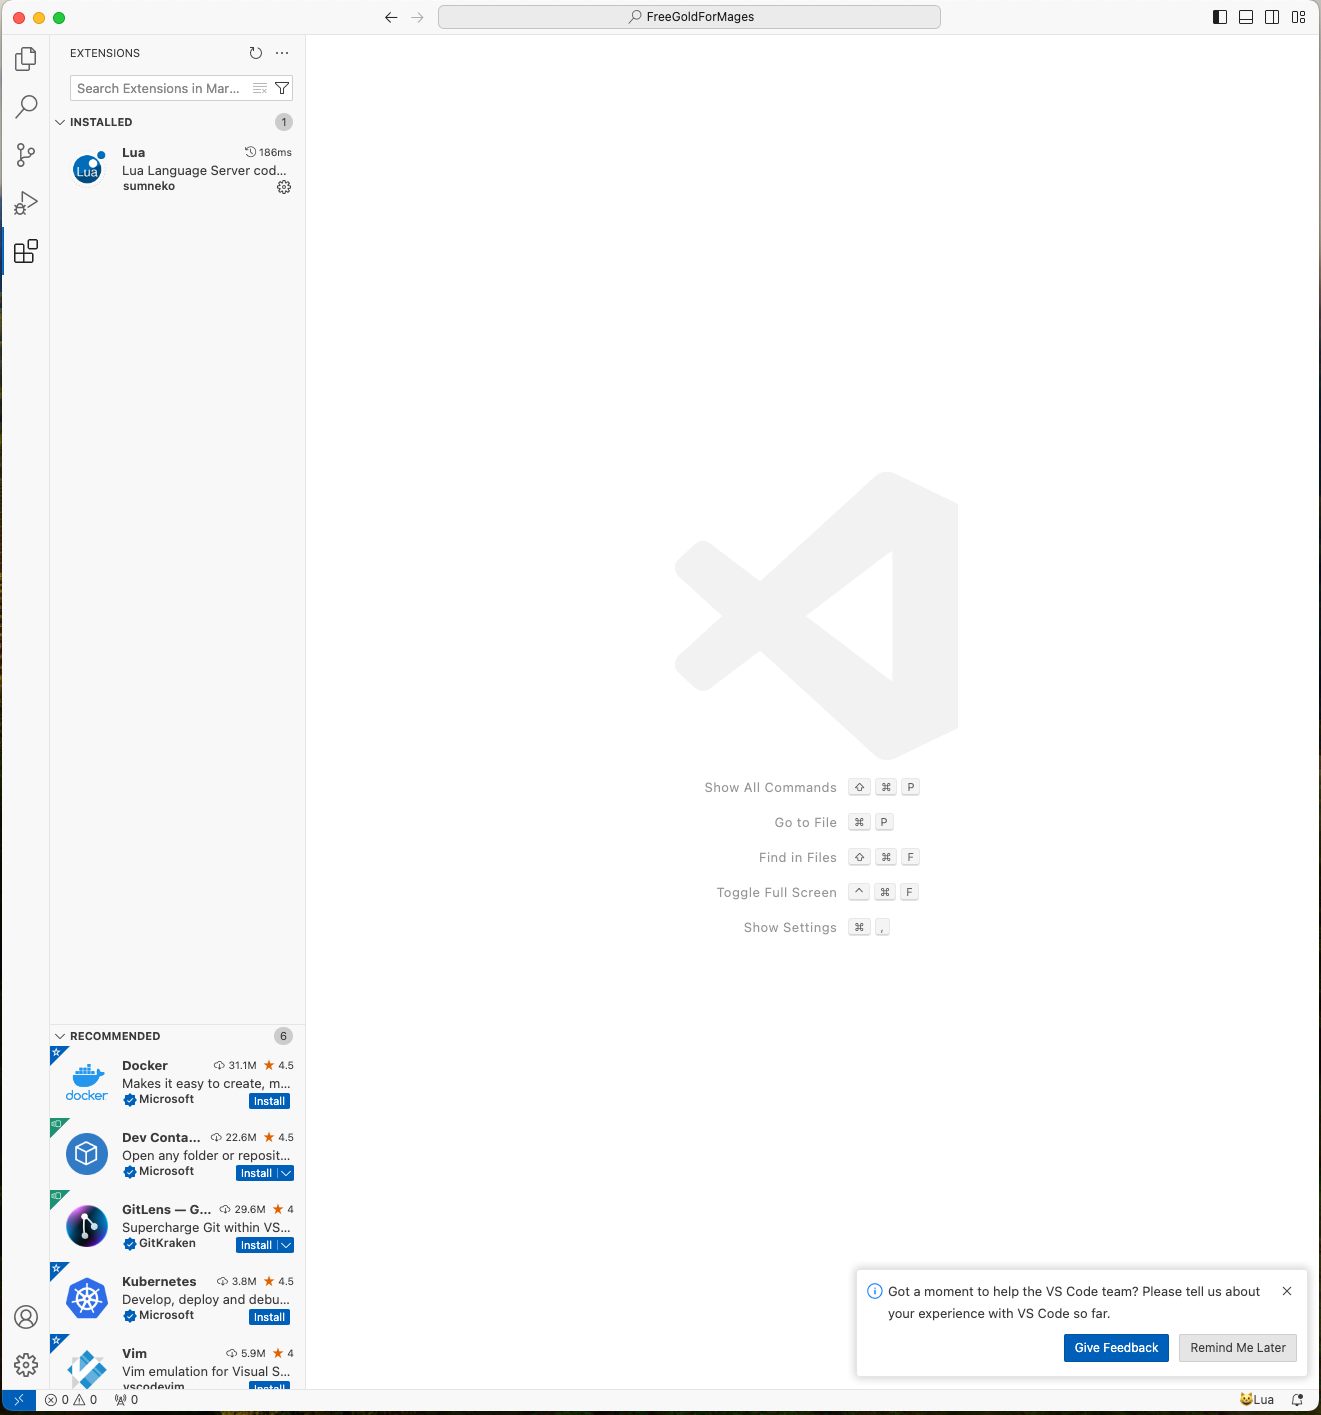 FreeGoldForMages
EXTENSIONS
Search Extensions in Mar...
INSTALLED 1
Lua 186ms
Lua Language Server cod...
sumneko
Lua
Show All Commands ⇧ ⌘ P
Go to File ⌘ P
Find in Files ⇧ ⌘ F
Toggle Full Screen ^ ⌘ F
Show Settings ⌘ ,
RECOMMENDED 6
Docker 31.1M ★ 4.5
Makes it easy to create, m...
Microsoft Install
docker
Dev Conta... 22.6M ★ 4.5
Open any folder or reposit...
Microsoft Install
GitLens — G... 29.6M ★ 4
Supercharge Git within VS...
GitKraken Install
Kubernetes 3.8M ★ 4.5
Develop, deploy and debu...
Microsoft Install
Vim 5.9M ★ 4
Vim emulation for Visual S...
vscodevim Install
Got a moment to help the VS Code team? Please tell us about
your experience with VS Code so far.
Give Feedback Remind Me Later
0 0 0 😺Lua